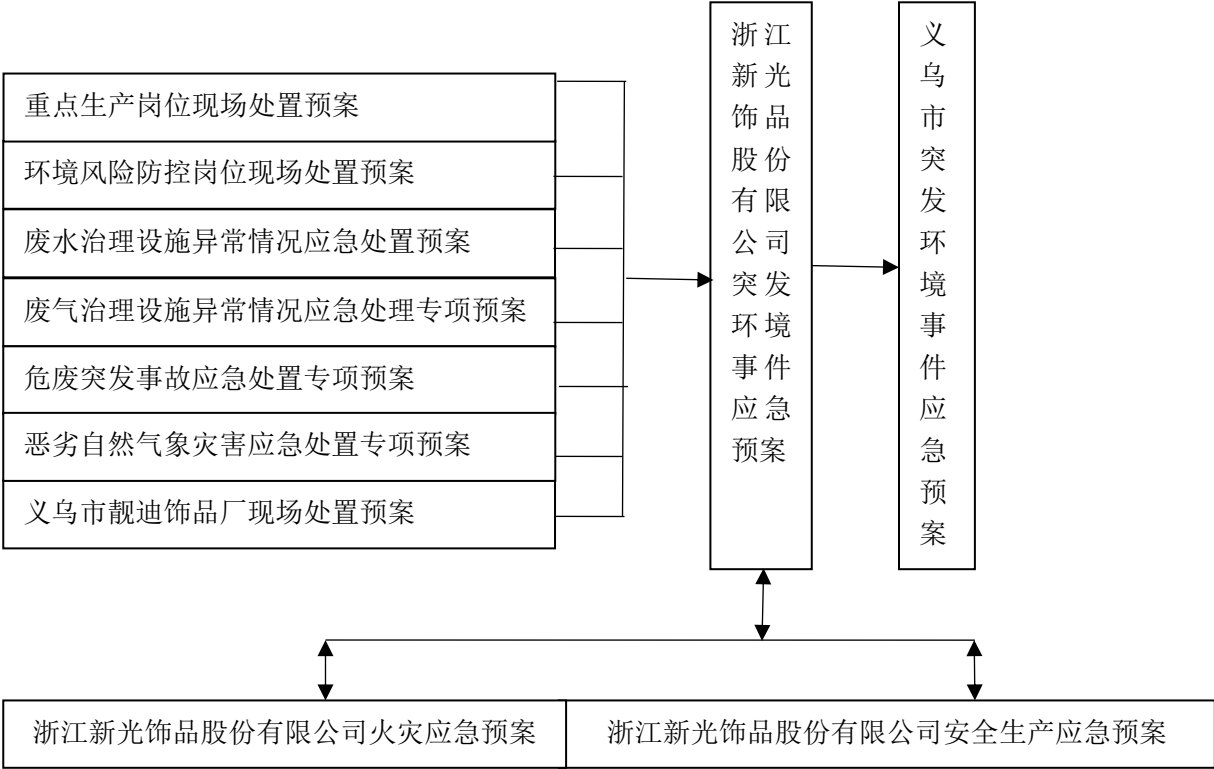 重点生产岗位现场处置预案
环境风险防控岗位现场处置预案
废水治理设施异常情况应急处置预案
废气治理设施异常情况应急处理专项预案
危废突发事故应急处置专项预案
恶劣自然气象灾害应急处置专项预案
义乌市靓迪饰品厂现场处置预案
浙江
新光
饰品
股份
有限
公司
突发
环境
事件
应急
预案
义
乌
市
突
发
环
境
事
件
应
急
预
案
浙江新光饰品股份有限公司火灾应急预案
浙江新光饰品股份有限公司安全生产应急预案